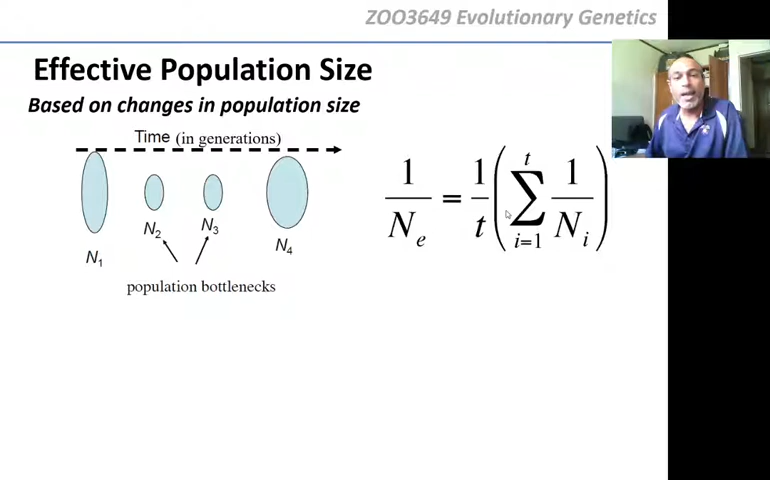 ZOO3649 Evolutionary Genetics
Effective Population Size
Based on changes in population size
Time (in generations)
N1
N2
N3
N4
population bottlenecks
1/Ne = 1/t ( ∑ i=1 t 1/Ni )